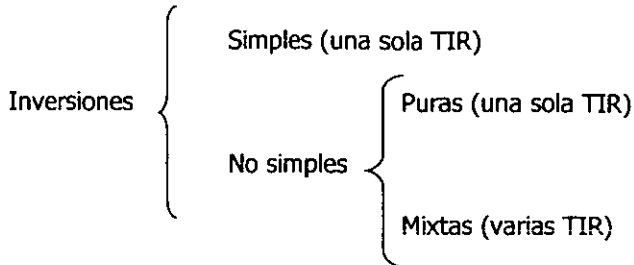 Simples (una sola TIR)
Inversiones
Puras (una sola TIR)
No simples
Mixtas (varias TIR)